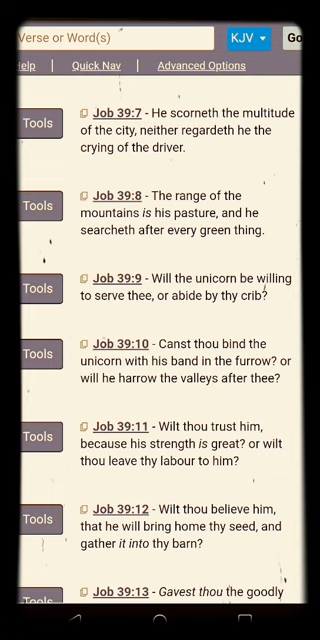 Verse or Word(s)
KJV
Go
Help | Quick Nav | Advanced Options
Tools
Job 39:7 - He scorneth the multitude
of the city, neither regardeth he the
crying of the driver.
Tools
Job 39:8 - The range of the
mountains is his pasture, and he
searcheth after every green thing.
Tools
Job 39:9 - Will the unicorn be willing
to serve thee, or abide by thy crib?
Tools
Job 39:10 - Canst thou bind the
unicorn with his band in the furrow? or
will he harrow the valleys after thee?
Tools
Job 39:11 - Wilt thou trust him,
because his strength is great? or wilt
thou leave thy labour to him?
Tools
Job 39:12 - Wilt thou believe him,
that he will bring home thy seed, and
gather it into thy barn?
Tools
Job 39:13 - Gavest thou the goodly